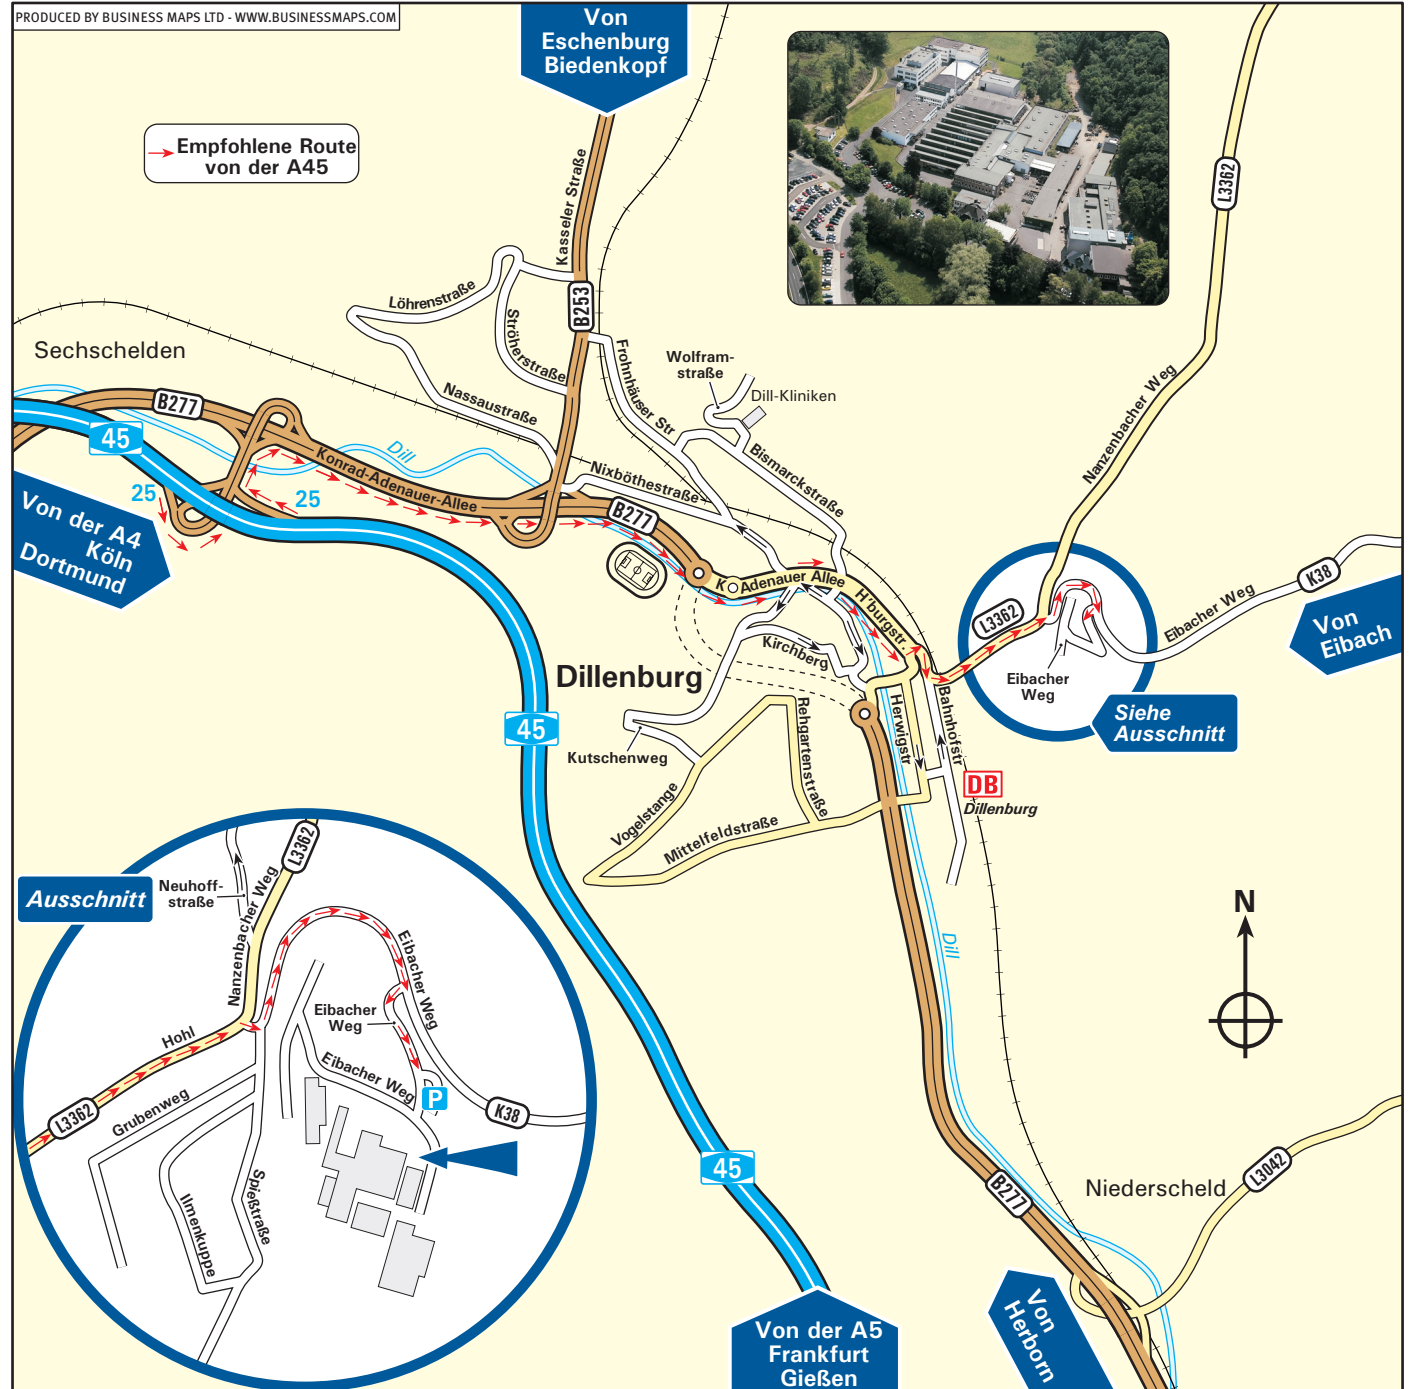 PRODUCED BY BUSINESS MAPS LTD - WWW.BUSINESSMAPS.COM
Von
Eschenburg
Biedenkopf
Empfohlene Route
von der A45
Kasseler Straße
L3362
Löhrenstraße
B253
Ströherstraße
Sechschelden
Frohnhäuser Str
Wolfram-
straße
Dill-Kliniken
Nanzenbacher Weg
B277
Nassaustraße
45
Dill
Konrad-Adenauer-Allee
Bismarckstraße
Nixböthestraße
25
25
B277
Von der A4
Köln
Dortmund
K
Adenauer Allee
H'burgstr.
K38
Eibacher Weg
L3362
Von
Eibach
Kirchberg
Dillenburg
Eibacher
Weg
Siehe
Ausschnitt
Herwigstr
Bahnhofstr
Rehgartenstraße
45
Kutschenweg
DB
Dillenburg
Vogelstange
Mittelfeldstraße
L3362
Ausschnitt
Neuhoff-
straße
Nanzenbacher Weg
N
Dill
Eibacher Weg
Eibacher
Weg
Hohl
Eibacher Weg
P
L3362
Grubenweg
K38
Spießstraße
Ilmenkuppe
45
Niederscheld
L3042
B277
Von
Herborn
Von der A5
Frankfurt
Gießen